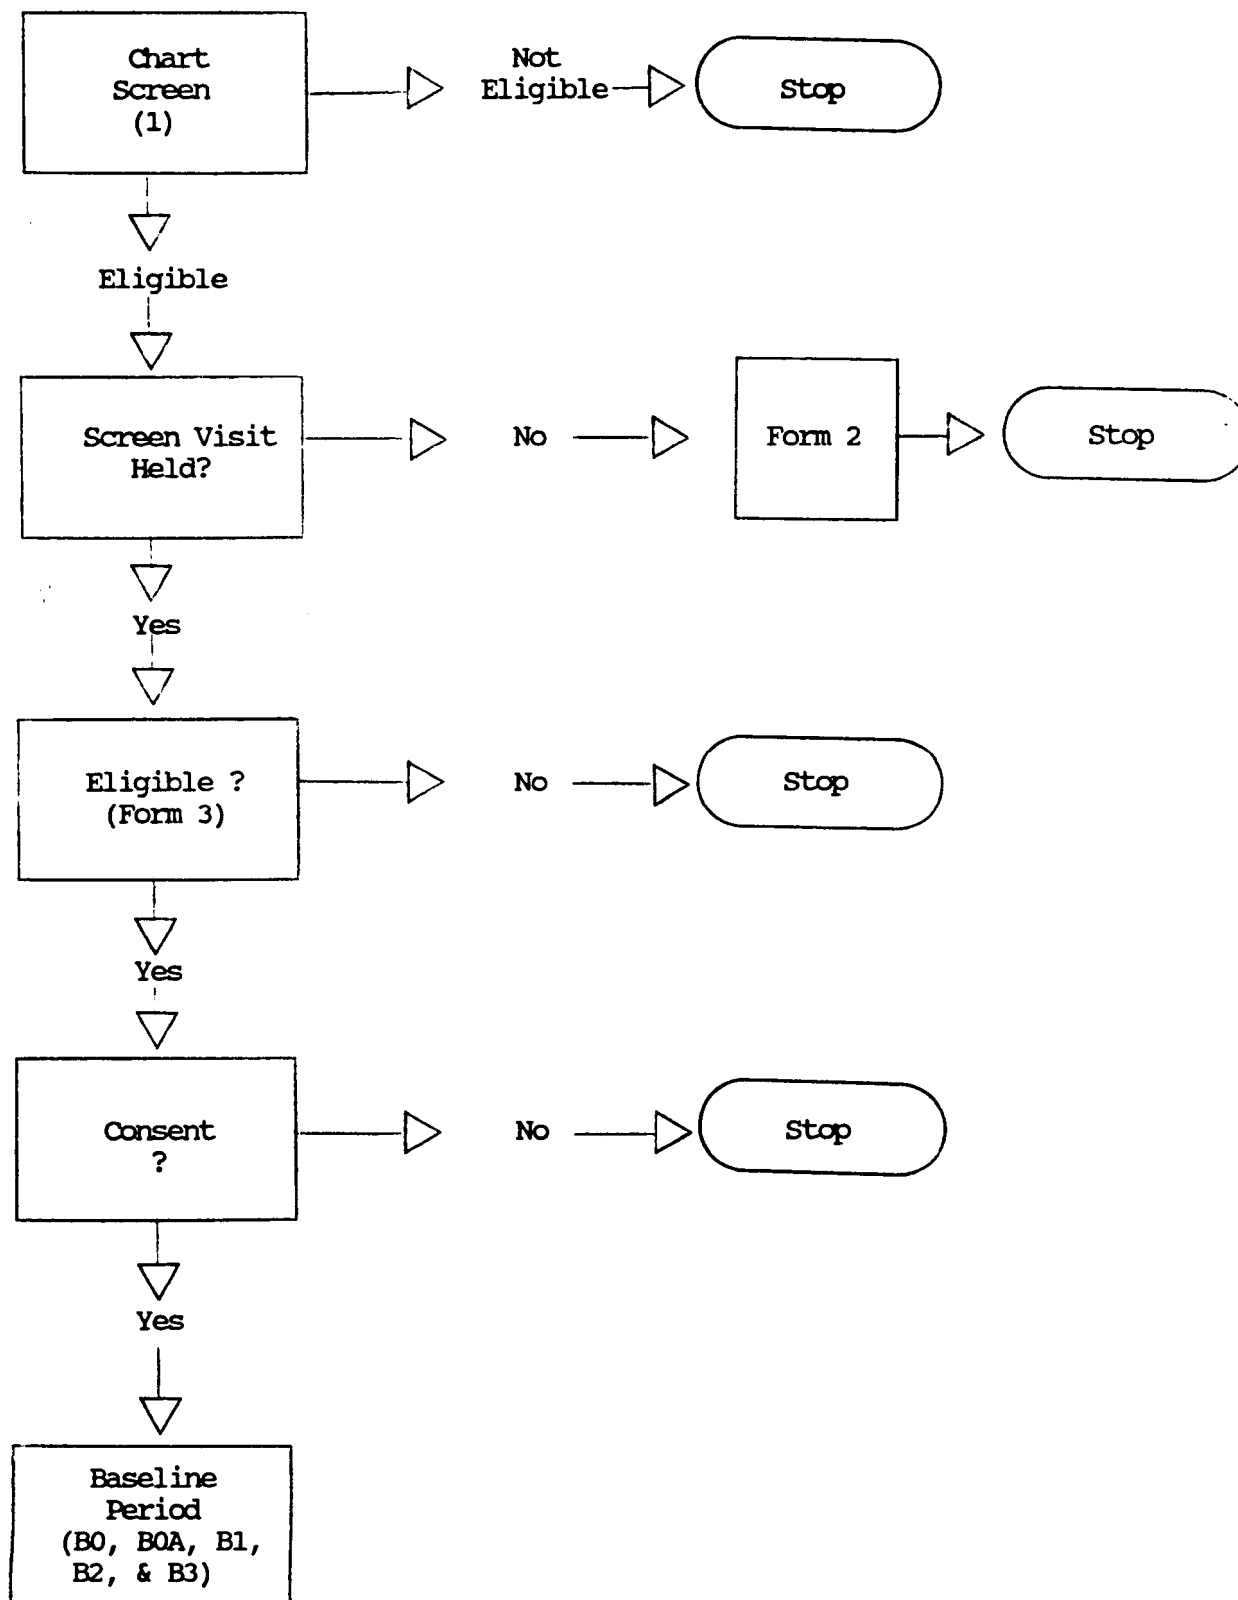 Chart
Screen
(1)
Not
Eligible
Stop
Eligible
Screen Visit
Held?
No
Form 2
Stop
Yes
Eligible ?
(Form 3)
No
Stop
Yes
Consent
?
No
Stop
Yes
Baseline
Period
(B0, B0A, B1,
B2, & B3)